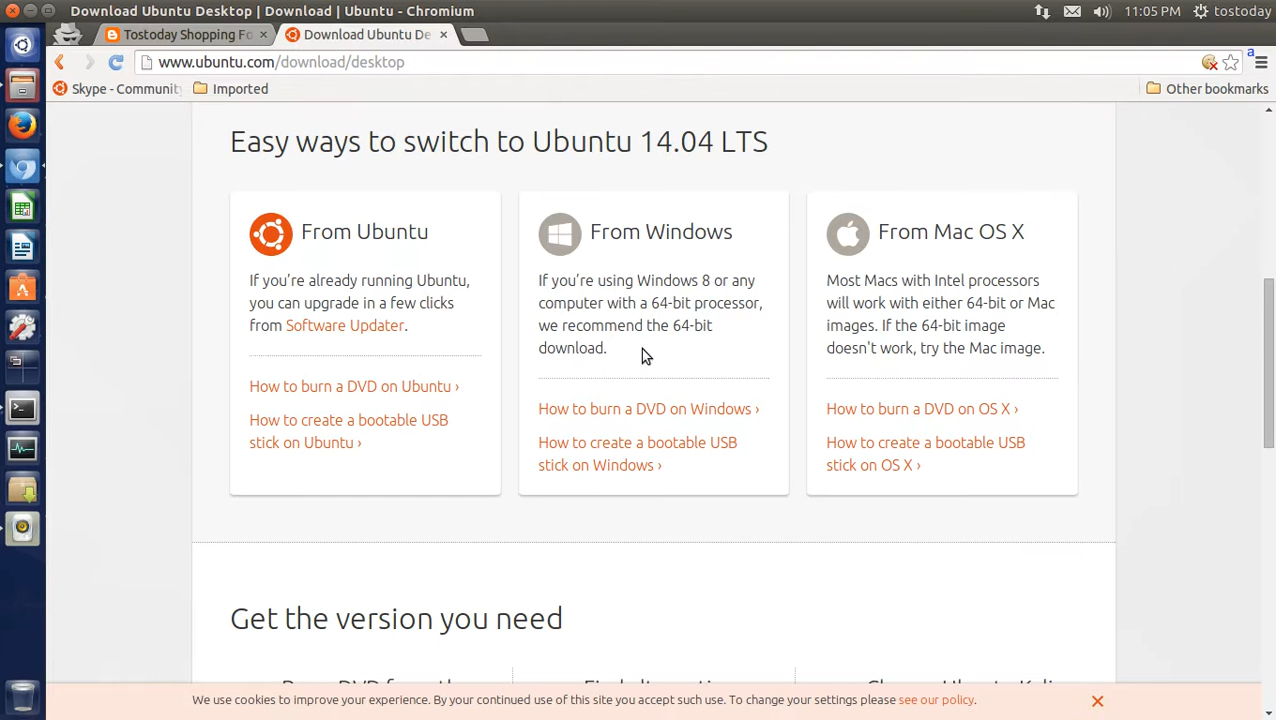 Download Ubuntu Desktop | Download | Ubuntu - Chromium
11:05 PM
tostoday
Tostoday Shopping Fo
Download Ubuntu De
www.ubuntu.com/download/desktop
a
Skype - Community
Imported
Other bookmarks
Easy ways to switch to Ubuntu 14.04 LTS
From Ubuntu
If you're already running Ubuntu,
you can upgrade in a few clicks
from Software Updater.
How to burn a DVD on Ubuntu ›
How to create a bootable USB
stick on Ubuntu ›
From Windows
If you're using Windows 8 or any
computer with a 64-bit processor,
we recommend the 64-bit
download.
How to burn a DVD on Windows ›
How to create a bootable USB
stick on Windows ›
From Mac OS X
Most Macs with Intel processors
will work with either 64-bit or Mac
images. If the 64-bit image
doesn't work, try the Mac image.
How to burn a DVD on OS X ›
How to create a bootable USB
stick on OS X ›
Get the version you need
We use cookies to improve your experience. By your continued use of this site you accept such use. To change your settings please see our policy.